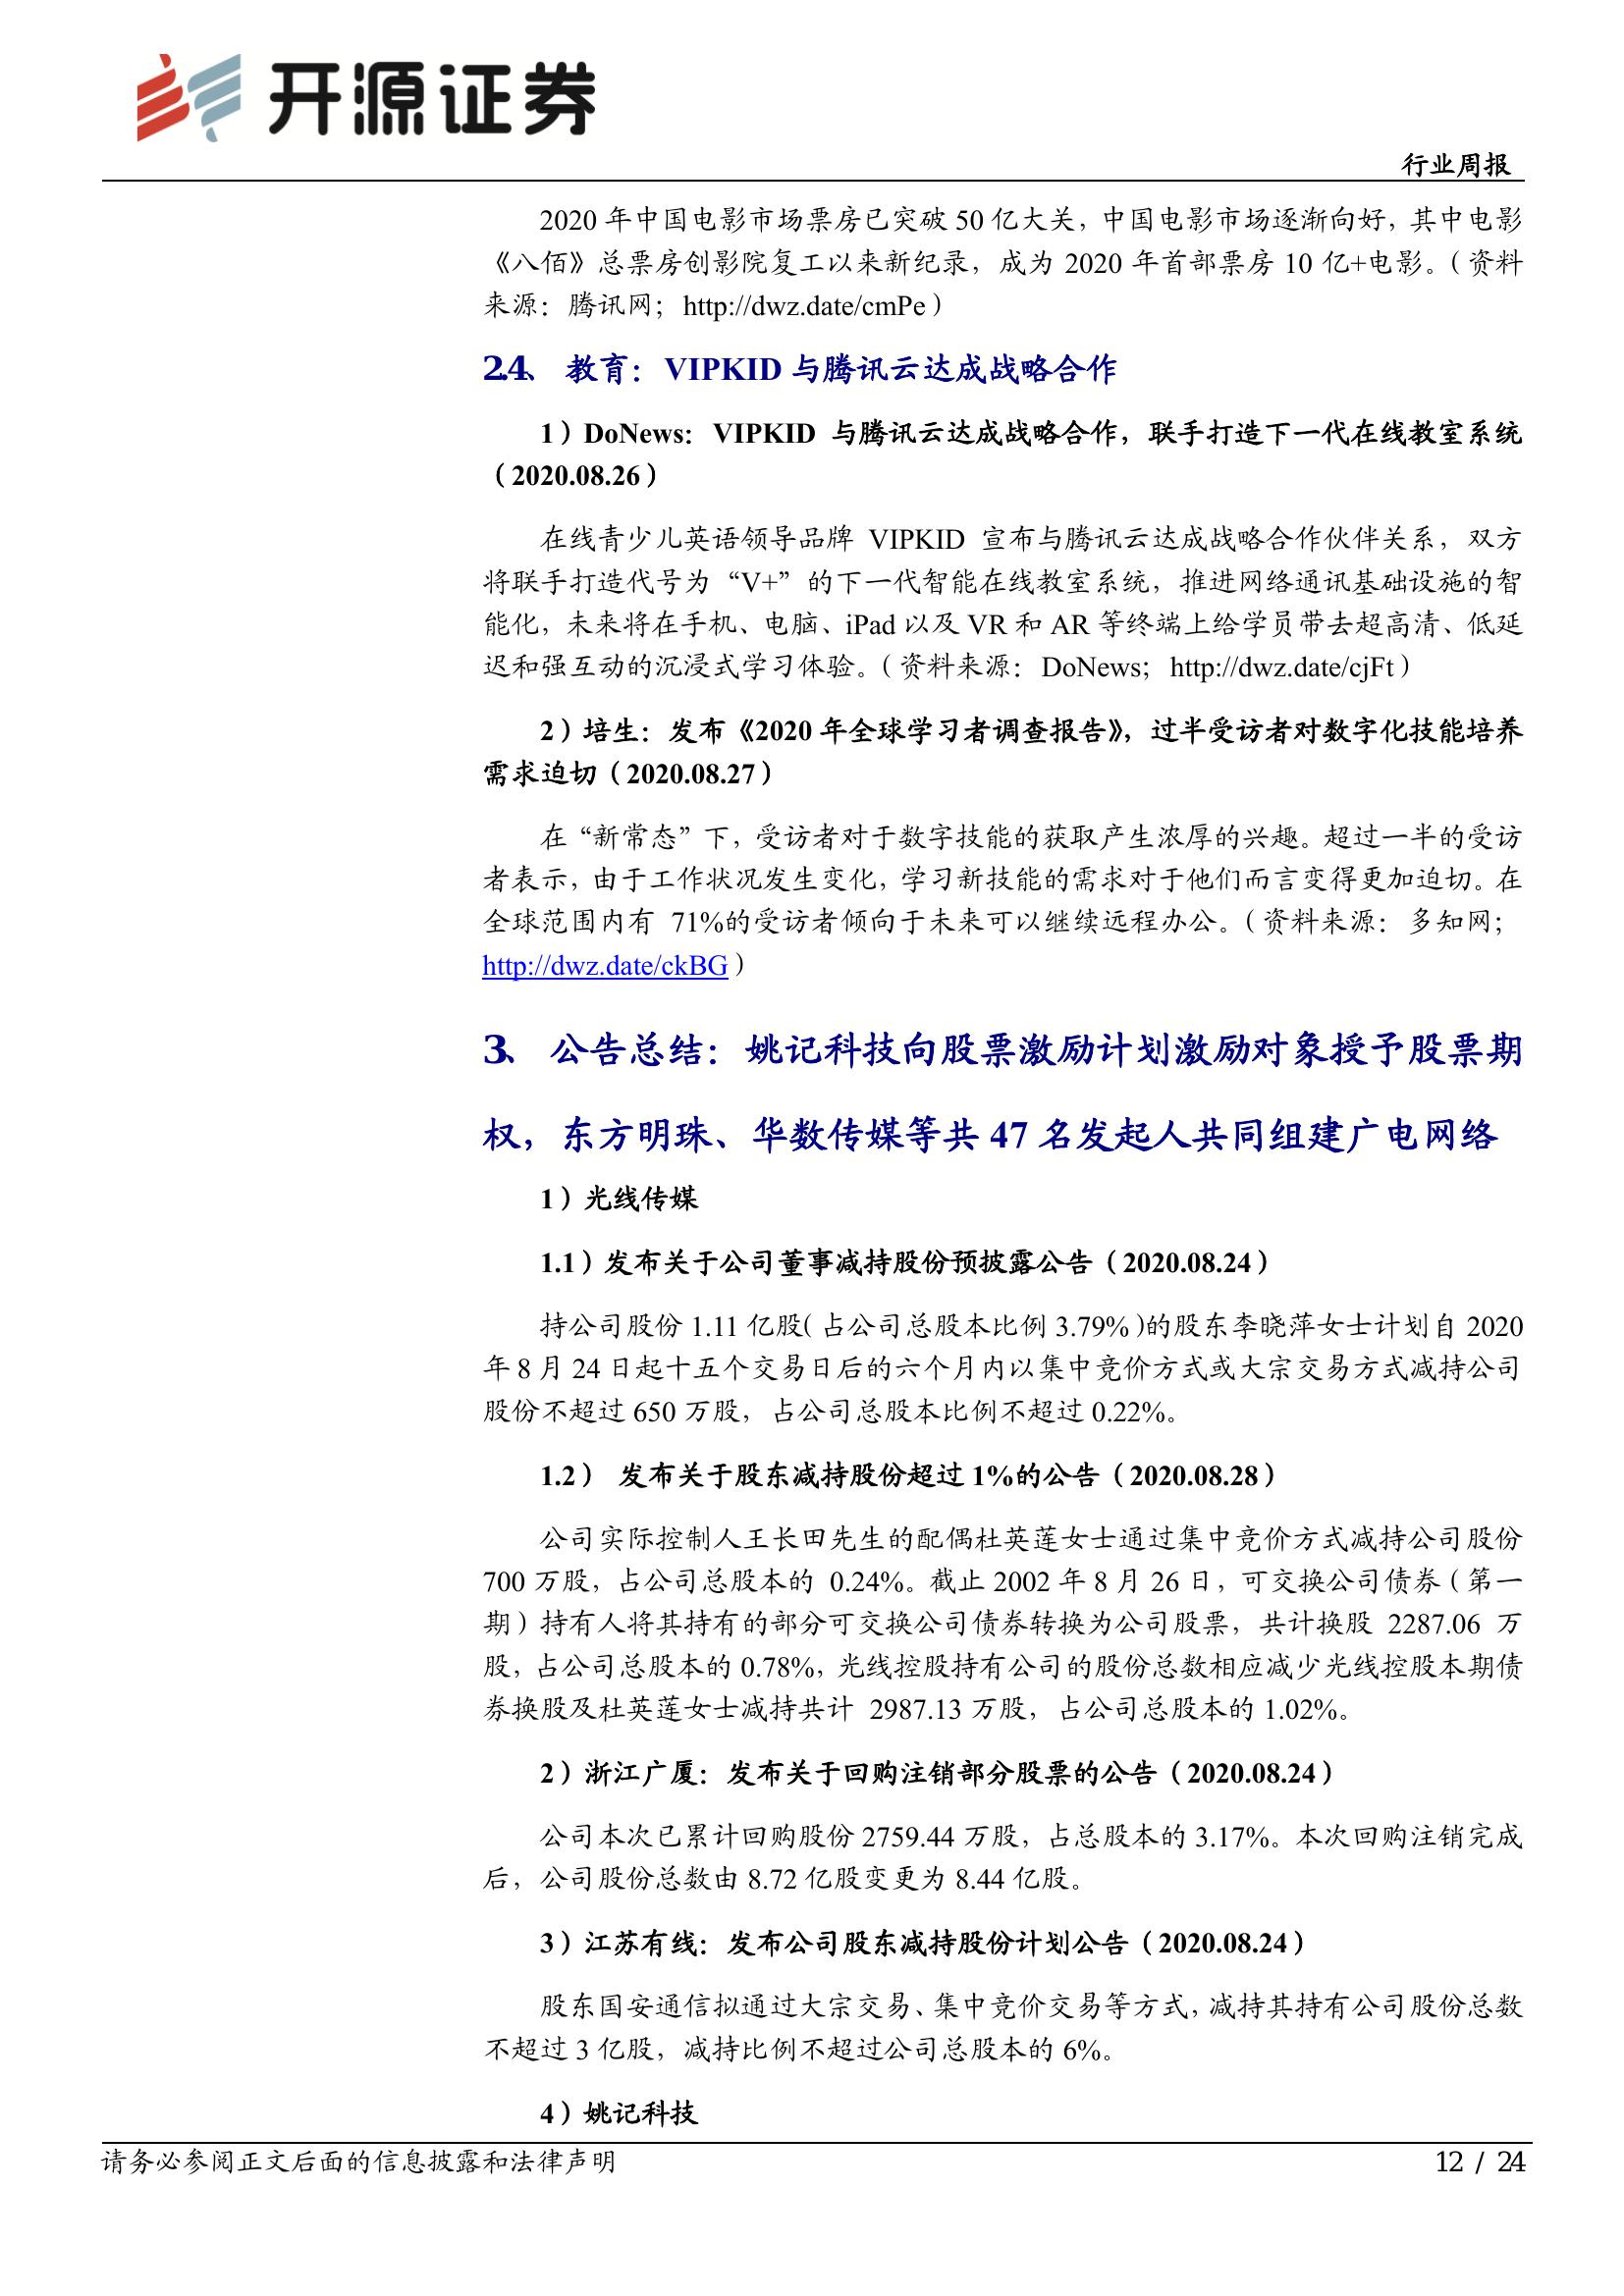 开源证券
行业周报
2020 年中国电影市场票房已突破 50 亿大关，中国电影市场逐渐向好，其中电影
《八佰》总票房创影院复工以来新纪录，成为 2020 年首部票房 10 亿+电影。（资料
来源：腾讯网；http://dwz.date/cmPe）
2.4、 教育：VIPKID 与腾讯云达成战略合作
1）DoNews：VIPKID 与腾讯云达成战略合作，联手打造下一代在线教室系统
（2020.08.26）
在线青少儿英语领导品牌 VIPKID 宣布与腾讯云达成战略合作伙伴关系，双方
将联手打造代号为“V+”的下一代智能在线教室系统，推进网络通讯基础设施的智
能化，未来将在手机、电脑、iPad 以及 VR 和 AR 等终端上给学员带去超高清、低延
迟和强互动的沉浸式学习体验。（资料来源：DoNews；http://dwz.date/cjFt）
2）培生：发布《2020 年全球学习者调查报告》，过半受访者对数字化技能培养
需求迫切（2020.08.27）
在“新常态”下，受访者对于数字技能的获取产生浓厚的兴趣。超过一半的受访
者表示，由于工作状况发生变化，学习新技能的需求对于他们而言变得更加迫切。在
全球范围内有 71%的受访者倾向于未来可以继续远程办公。（资料来源：多知网；
http://dwz.date/ckBG）
3、 公告总结：姚记科技向股票激励计划激励对象授予股票期
权，东方明珠、华数传媒等共 47 名发起人共同组建广电网络
1）光线传媒
1.1）发布关于公司董事减持股份预披露公告（2020.08.24）
持公司股份 1.11 亿股（占公司总股本比例 3.79%）的股东李晓萍女士计划自 2020
年 8 月 24 日起十五个交易日后的六个月内以集中竞价方式或大宗交易方式减持公司
股份不超过 650 万股，占公司总股本比例不超过 0.22%。
1.2） 发布关于股东减持股份超过 1%的公告（2020.08.28）
公司实际控制人王长田先生的配偶杜英莲女士通过集中竞价方式减持公司股份
700 万股，占公司总股本的 0.24%。截止 2002 年 8 月 26 日，可交换公司债券（第一
期）持有人将其持有的部分可交换公司债券转换为公司股票，共计换股 2287.06 万
股，占公司总股本的 0.78%，光线控股持有公司的股份总数相应减少光线控股本期债
券换股及杜英莲女士减持共计 2987.13 万股，占公司总股本的 1.02%。
2）浙江广厦：发布关于回购注销部分股票的公告（2020.08.24）
公司本次已累计回购股份 2759.44 万股，占总股本的 3.17%。本次回购注销完成
后，公司股份总数由 8.72 亿股变更为 8.44 亿股。
3）江苏有线：发布公司股东减持股份计划公告（2020.08.24）
股东国安通信拟通过大宗交易、集中竞价交易等方式，减持其持有公司股份总数
不超过 3 亿股，减持比例不超过公司总股本的 6%。
4）姚记科技
请务必参阅正文后面的信息披露和法律声明
12 / 24